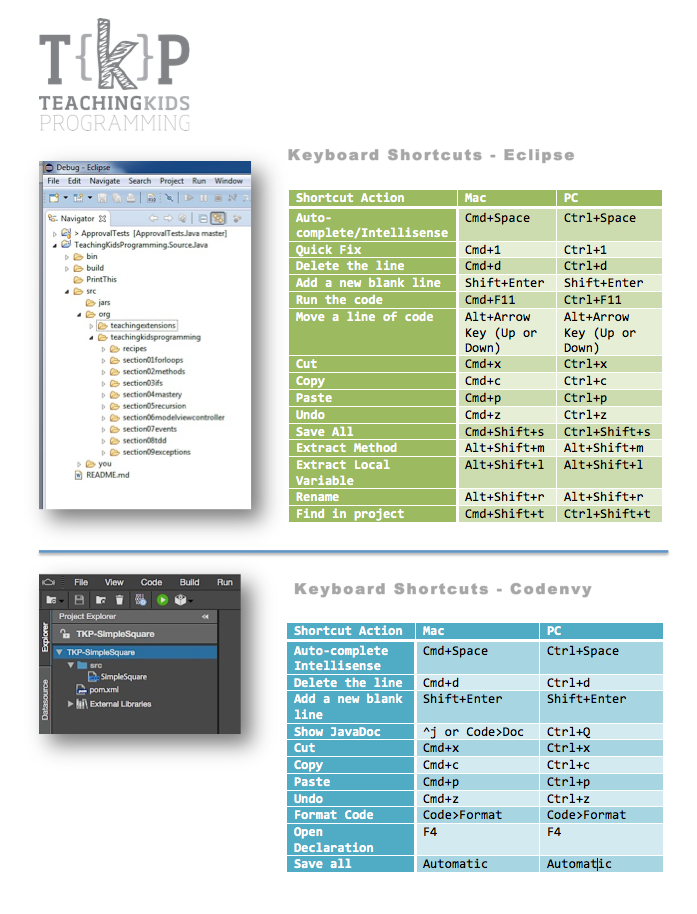 T{k}P
TEACHINGKIDS
PROGRAMMING
Keyboard Shortcuts - Eclipse
Debug - Eclipse
File Edit Navigate Search Project Run Window
Navigator
> ApprovalTests [ApprovalTests.Java master]
TeachingKidsProgramming.Source.Java
bin
build
PrintThis
src
jars
org
teachingextensions
teachingkidsprogramming
recipes
section01forloops
section02methods
section03ifs
section04mastery
section05recursion
section06modelviewcontroller
section07events
section08tdd
section09exceptions
you
README.md
Shortcut Action Mac PC
Auto-
complete/Intellisense Cmd+Space Ctrl+Space
Quick Fix Cmd+1 Ctrl+1
Delete the line Cmd+d Ctrl+d
Add a new blank line Shift+Enter Shift+Enter
Run the code Cmd+F11 Ctrl+F11
Move a line of code Alt+Arrow Alt+Arrow
Key (Up or Key (Up or
Down) Down)
Cut Cmd+x Ctrl+x
Copy Cmd+c Ctrl+c
Paste Cmd+p Ctrl+p
Undo Cmd+z Ctrl+z
Save All Cmd+Shift+s Ctrl+Shift+s
Extract Method Alt+Shift+m Alt+Shift+m
Extract Local Alt+Shift+l Alt+Shift+l
Variable
Rename Alt+Shift+r Alt+Shift+r
Find in project Cmd+Shift+t Ctrl+Shift+t
File View Code Build Run
Explorer
Datasource
Project Explorer
TKP-SimpleSquare
TKP-SimpleSquare
src
SimpleSquare
pom.xml
External Libraries
Keyboard Shortcuts - Codenvy
Shortcut Action Mac PC
Auto-complete Cmd+Space Ctrl+Space
Intellisense
Delete the line Cmd+d Ctrl+d
Add a new blank Shift+Enter Shift+Enter
line
Show JavaDoc ^j or Code>Doc Ctrl+Q
Cut Cmd+x Ctrl+x
Copy Cmd+c Ctrl+c
Paste Cmd+p Ctrl+p
Undo Cmd+z Ctrl+z
Format Code Code>Format Code>Format
Open F4 F4
Declaration
Save all Automatic Automatic